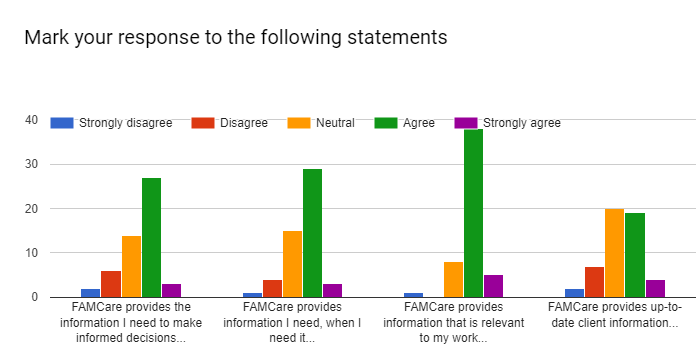 Mark your response to the following statements
Strongly disagree Disagree Neutral Agree Strongly agree
40
30
20
10
0
FAMCare provides the
information I need to make
informed decisions...
FAMCare provides
information I need, when I
need it...
FAMCare provides
information that is relevant
to my work...
FAMCare provides up-to-
date client information...